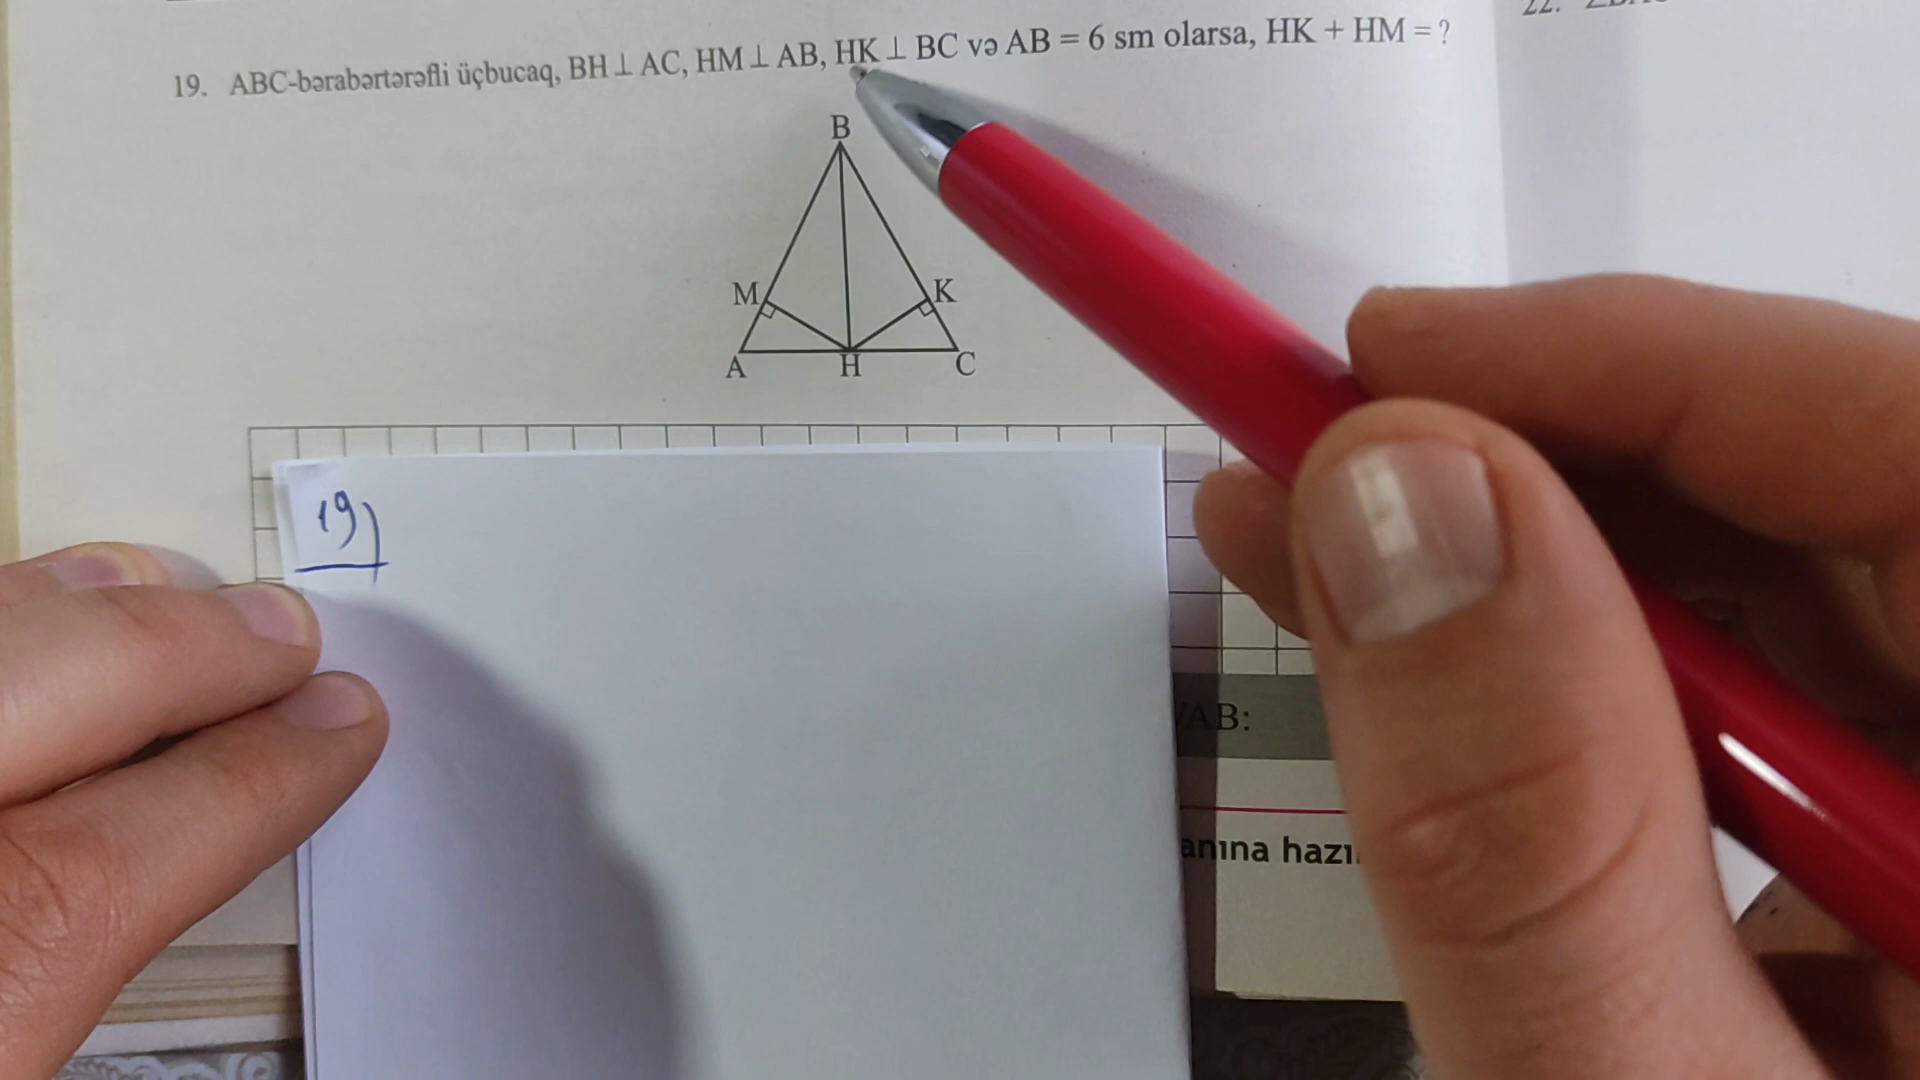 19. ABC-bərabərtərəfli üçbucaq, BH ⊥ AC, HM ⊥ AB, HK ⊥ BC və AB = 6 sm olarsa, HK + HM = ?
B
M
K
A
H
C
19)
AB:
anına
22.